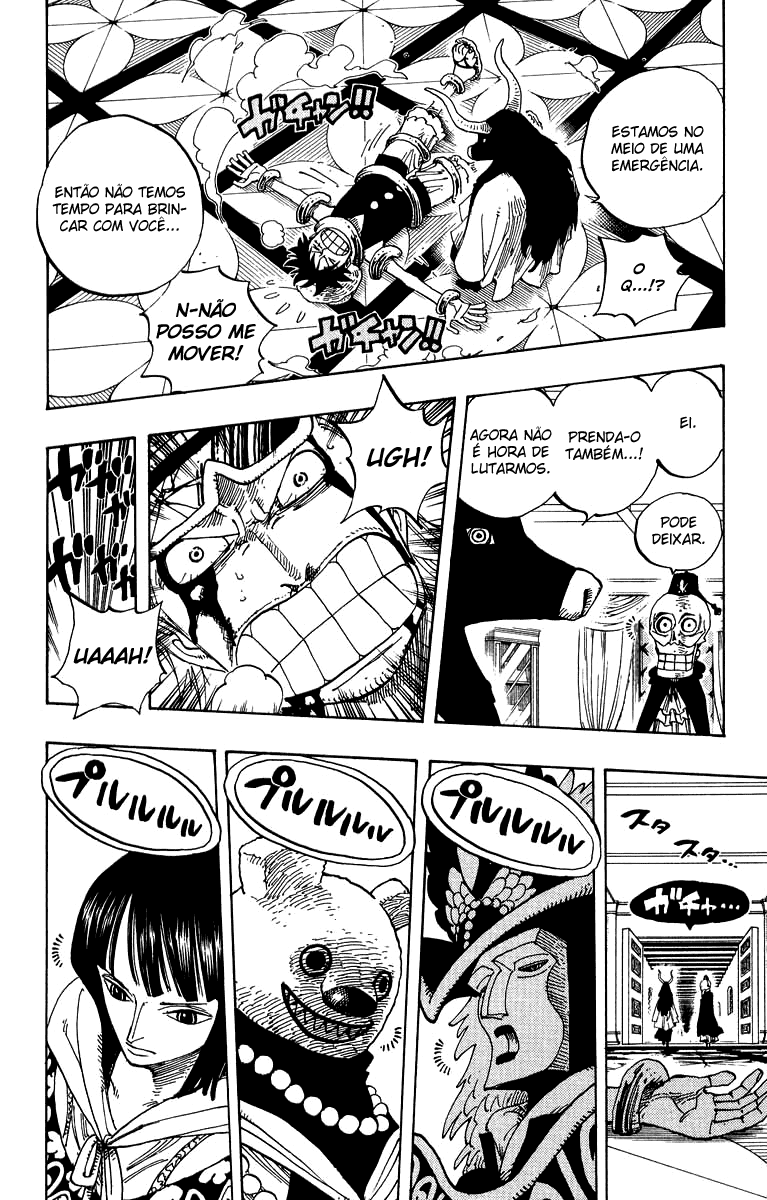 ESTAMOS NO
MEIO DE UMA
EMERGÊNCIA.
O
Q...!?
ガチャン!!
ENTÃO NÃO TEMOS
TEMPO PARA BRIN-
CAR COM VOCÊ...
N-NÃO
POSSO ME
MOVER!
ガチャン!!
EI.
PRENDA-O
TAMBÉM...!
AGORA NÃO
É HORA DE
LUTARMOS.
PODE
DEIXAR.
UGH!
UAAAH!
スタ
スタ...
ガチャ...
プルルルル
プルルルル
プルルルル